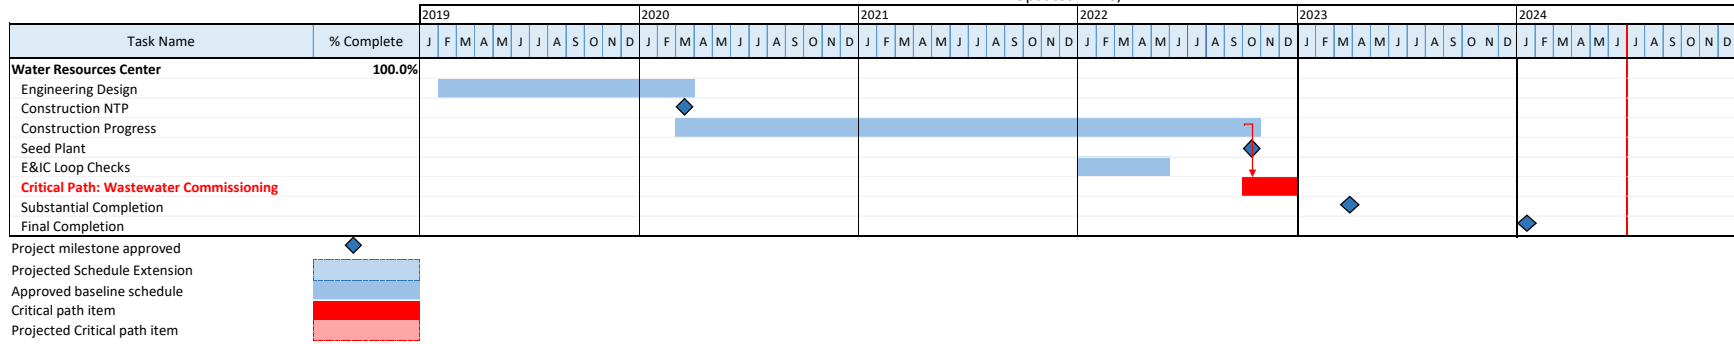 2019 2020 2021 2022 2023 2024
Task Name % Complete J F M A M J J A S O N D J F M A M J J A S O N D J F M A M J J A S O N D J F M A M J J A S O N D J F M A M J J A S O N D J F M A M J J A S O N D
Water Resources Center 100.0%
Engineering Design
Construction NTP
Construction Progress
Seed Plant
E&IC Loop Checks
Critical Path: Wastewater Commissioning
Substantial Completion
Final Completion
Project milestone approved
Projected Schedule Extension
Approved baseline schedule
Critical path item
Projected Critical path item